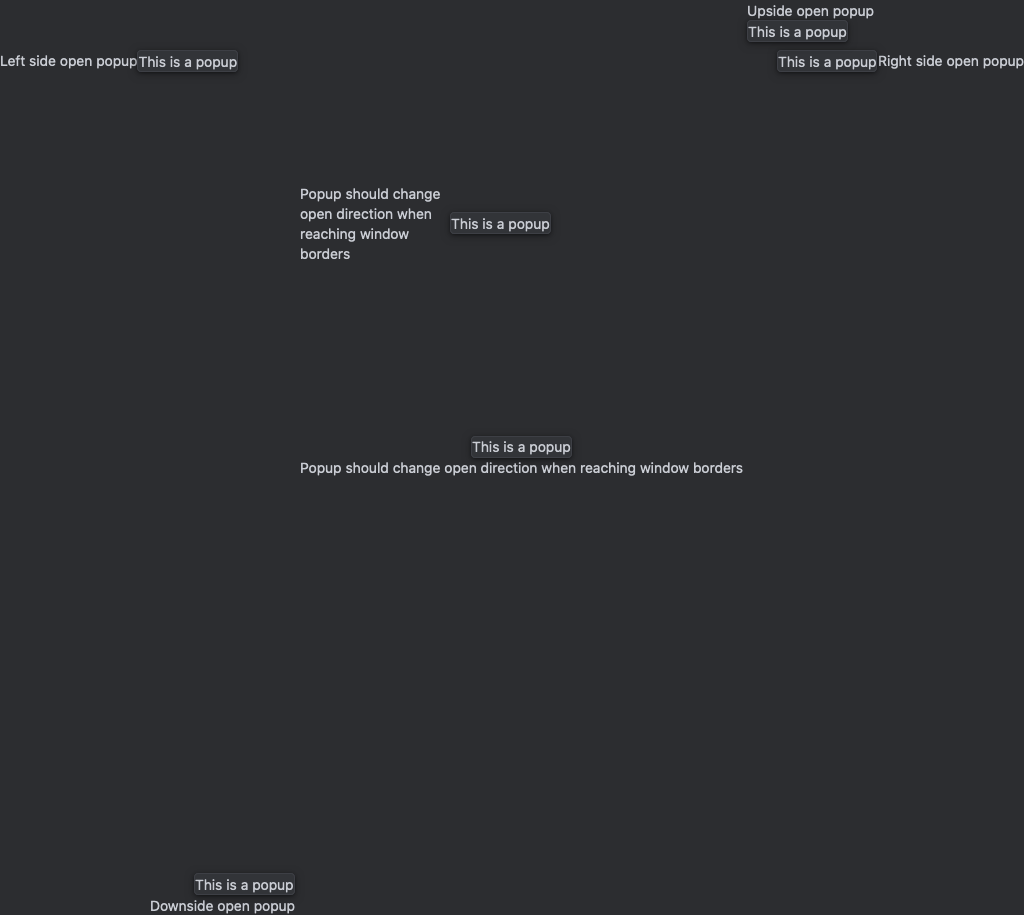 Upside open popup
This is a popup
Left side open popup
This is a popup
This is a popup
Right side open popup
Popup should change
open direction when
reaching window
borders
This is a popup
This is a popup
Popup should change open direction when reaching window borders
This is a popup
Downside open popup